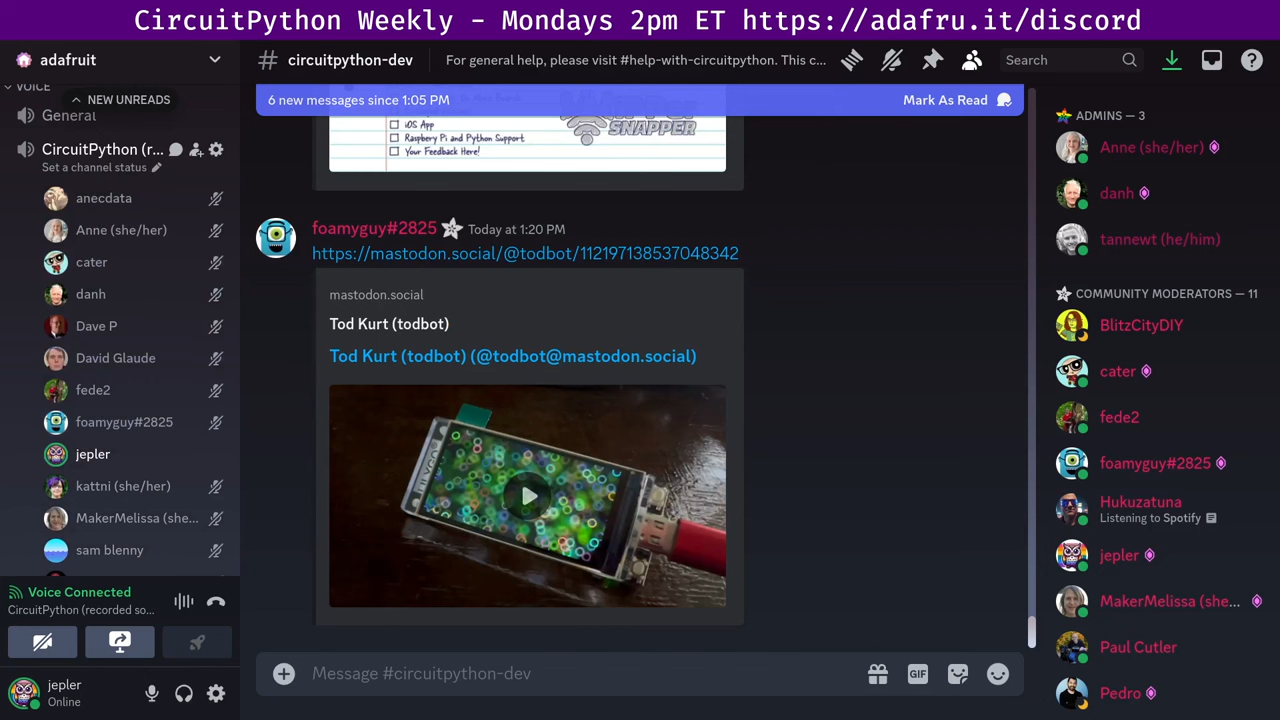 CircuitPython Weekly - Mondays 2pm ET https://adafru.it/discord
adafruit
VOICE
NEW UNREADS
General
CircuitPython (r...
Set a channel status
anecdata
Anne (she/her)
cater
danh
Dave P
David Glaude
fede2
foamyguy#2825
jepler
kattni (she/her)
MakerMelissa (she...
sam blenny
Voice Connected
CircuitPython (recorded so...
jepler
Online
# circuitpython-dev
For general help, please visit #help-with-circuitpython. This c...
Search
6 new messages since 1:05 PM
Mark As Read
iOS App
Raspberry Pi and Python Support
Your Feedback Here!
SNAPPER
foamyguy#2825 Today at 1:20 PM
https://mastodon.social/@todbot/112197138537048342
mastodon.social
Tod Kurt (todbot)
Tod Kurt (todbot) (@todbot@mastodon.social)
Message #circuitpython-dev
GIF
ADMINS — 3
Anne (she/her)
danh
tannewt (he/him)
COMMUNITY MODERATORS — 11
BlitzCityDIY
cater
fede2
foamyguy#2825
Hukuzatuna
Listening to Spotify
jepler
MakerMelissa (she...
Paul Cutler
Pedro